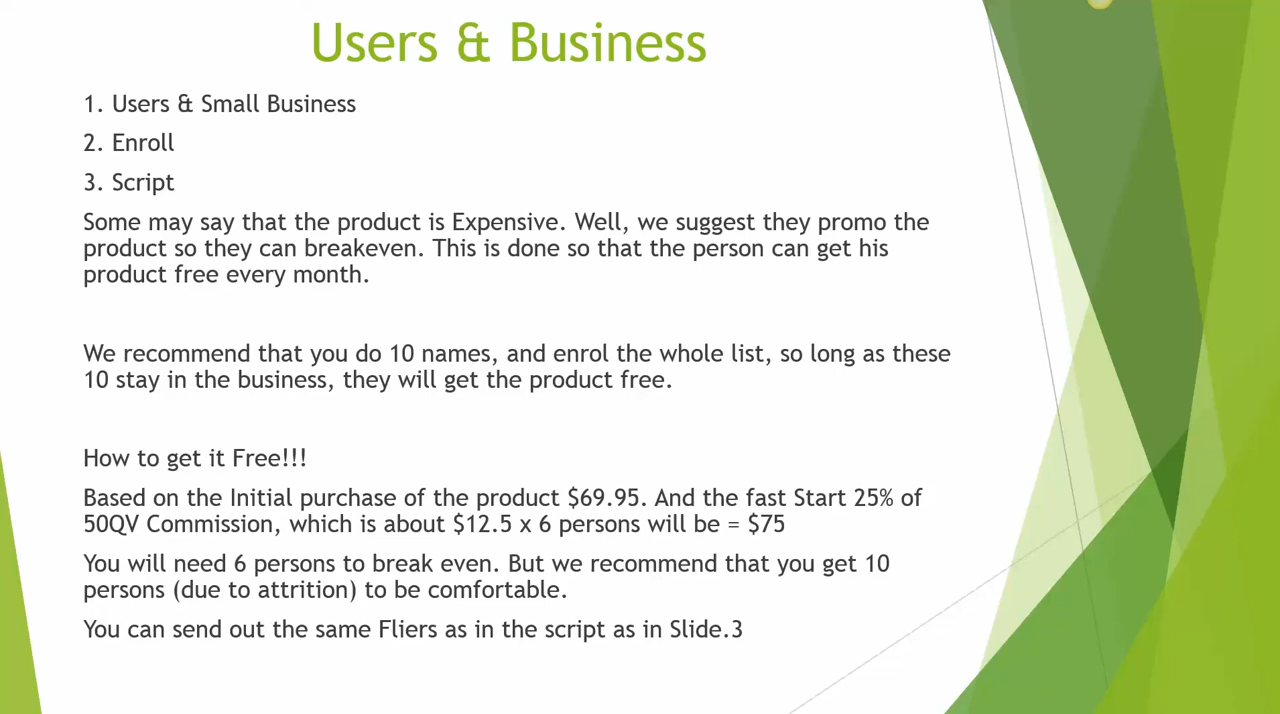 Users & Business
1. Users & Small Business
2. Enroll
3. Script
Some may say that the product is Expensive. Well, we suggest they promo the
product so they can breakeven. This is done so that the person can get his
product free every month.
We recommend that you do 10 names, and enrol the whole list, so long as these
10 stay in the business, they will get the product free.
How to get it Free!!!
Based on the Initial purchase of the product $69.95. And the fast Start 25% of
50QV Commission, which is about $12.5 x 6 persons will be = $75
You will need 6 persons to break even. But we recommend that you get 10
persons (due to attrition) to be comfortable.
You can send out the same Fliers as in the script as in Slide.3